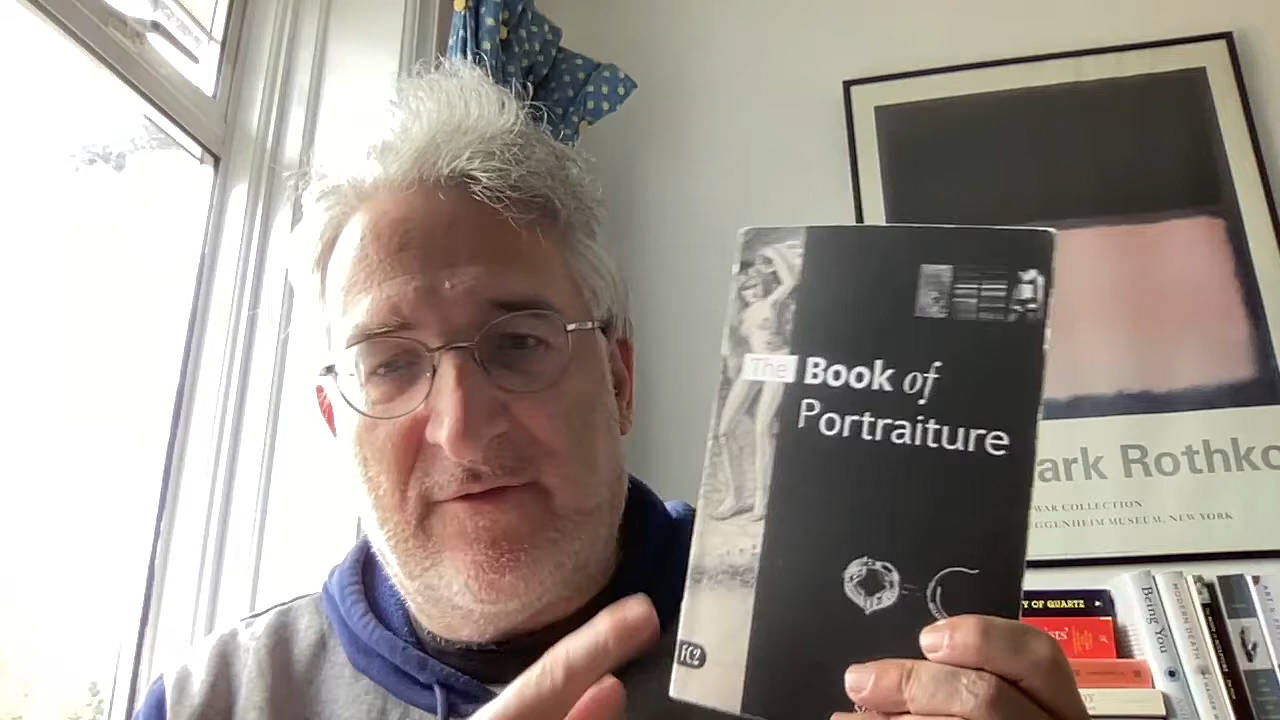 The Book of
Portraiture
FC2
ark Rothko
WAR COLLECTION
GGENHEIM MUSEUM, NEW YORK
Y OF QUARTZ
Being You
MODERN DEATH